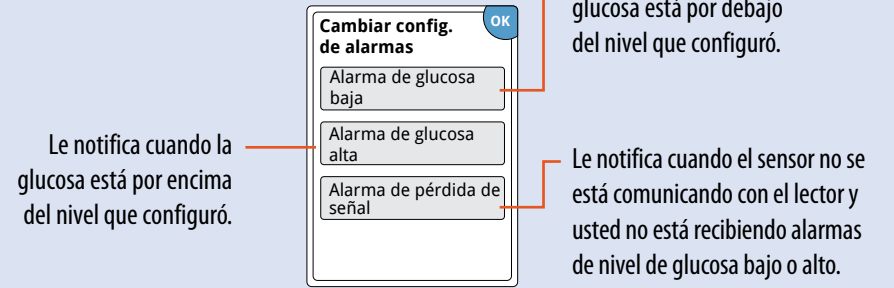 glucosa está por debajo
del nivel que configuró.
Cambiar config.
de alarmas
OK
Alarma de glucosa
baja
Alarma de glucosa
alta
Alarma de pérdida de
señal
Le notifica cuando la
glucosa está por encima
del nivel que configuró.
Le notifica cuando el sensor no se
está comunicando con el lector y
usted no está recibiendo alarmas
de nivel de glucosa bajo o alto.